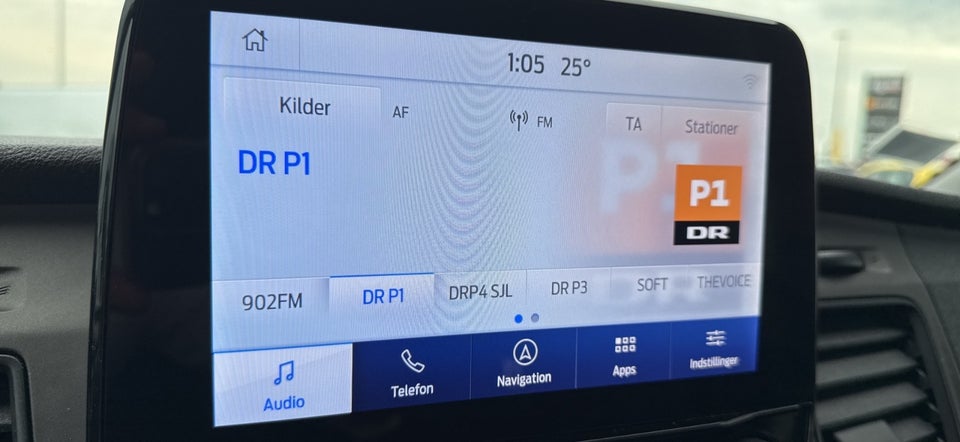 1:05 25°
Kilder AF FM TA Stationer
DR P1
P1
DR
902FM DR P1 DRP4 SJL DR P3 SOFT THEVOICE
Audio Telefon Navigation Apps Indstillinger